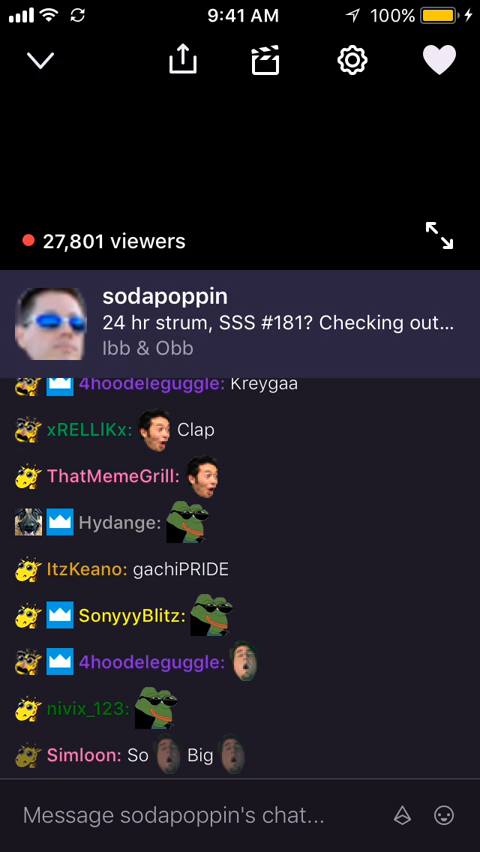 9:41 AM 100%
27,801 viewers
sodapoppin
24 hr strum, SSS #181? Checking out...
Ibb & Obb
4hoodeleguggle: Kreygaa
xRELLIKx: Clap
ThatMemeGrill:
Hydange:
ItzKeano: gachiPRIDE
SonyyyBlitz:
4hoodeleguggle:
nivix_123:
Simloon: So Big
Message sodapoppin's chat...